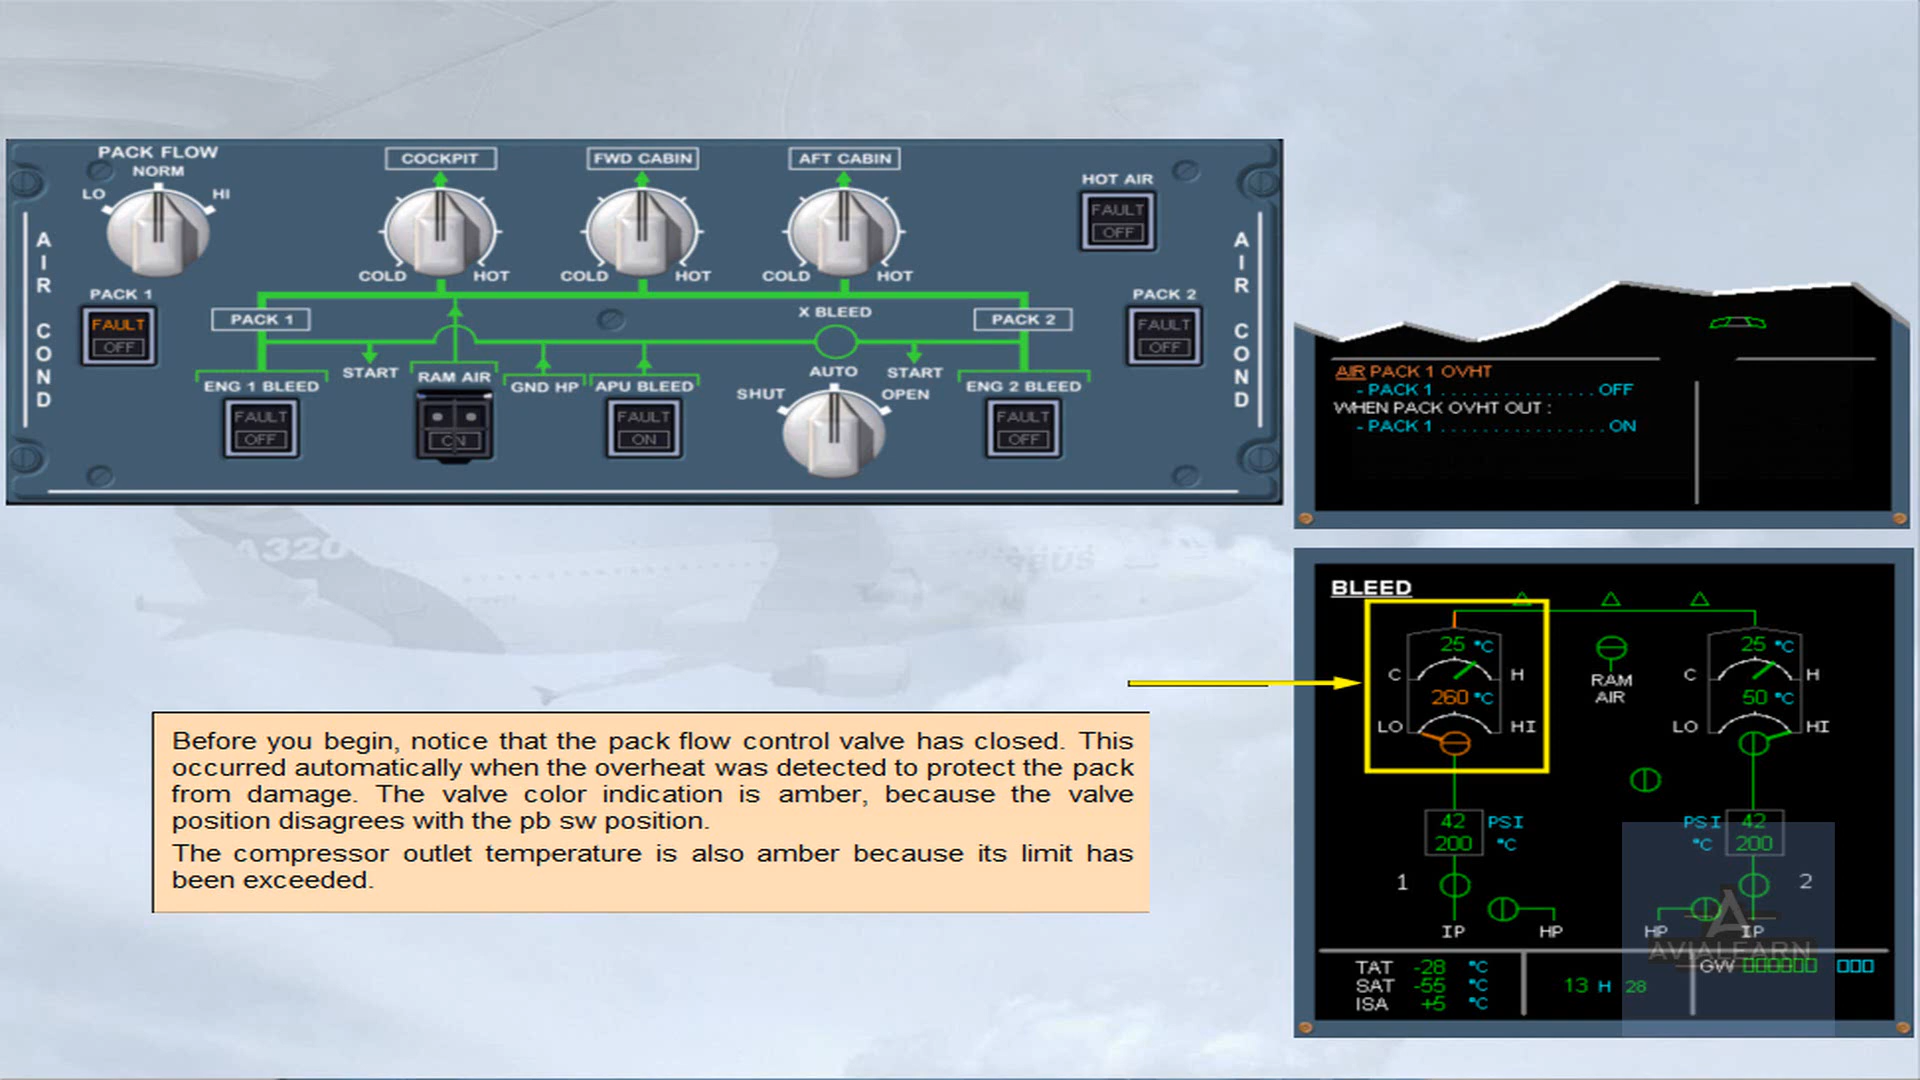 PACK FLOW
NORM
LO
HI
COCKPIT
FWD CABIN
AFT CABIN
HOT AIR
FAULT
OFF
COLD
HOT
COLD
HOT
COLD
HOT
AIR COND
AIR COND
PACK 1
FAULT
OFF
PACK 1
X BLEED
PACK 2
PACK 2
FAULT
OFF
START
RAM AIR
GND HP
APU BLEED
AUTO
START
ENG 1 BLEED
ENG 2 BLEED
SHUT
OPEN
FAULT
OFF
ON
FAULT
ON
FAULT
OFF
AIR PACK 1 OVHT
- PACK 1 . . . . . . . . . . . . . . . OFF
WHEN PACK OVHT OUT :
- PACK 1 . . . . . . . . . . . . . . . . ON
A320
Before you begin, notice that the pack flow control valve has closed. This
occurred automatically when the overheat was detected to protect the pack
from damage. The valve color indication is amber, because the valve
position disagrees with the pb sw position.
The compressor outlet temperature is also amber because its limit has
been exceeded.
BLEED
25 °C
C
H
260 °C
LO
HI
RAM
AIR
25 °C
C
H
50 °C
LO
HI
42 PSI
200 °C
PSI 42
°C 200
1
2
IP
HP
HP
IP
AVIALEARN
TAT -28 °C
SAT -55 °C
ISA +5 °C
13 H 28
GW